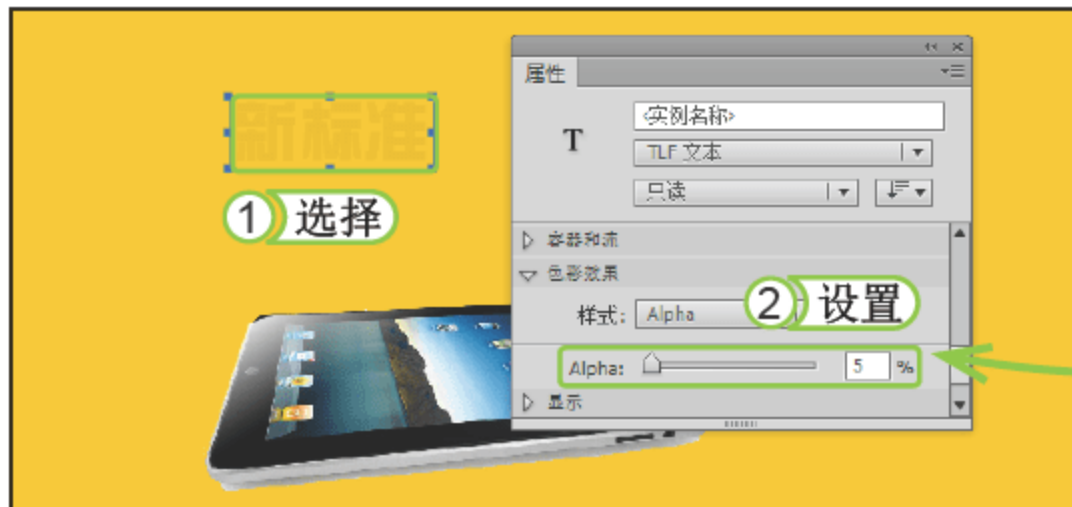 属性
新标准
<实例名称>
T
TLF 文本
1 选择
只读
容器和流
色彩效果
样式: Alpha
2 设置
Alpha: 5 %
显示